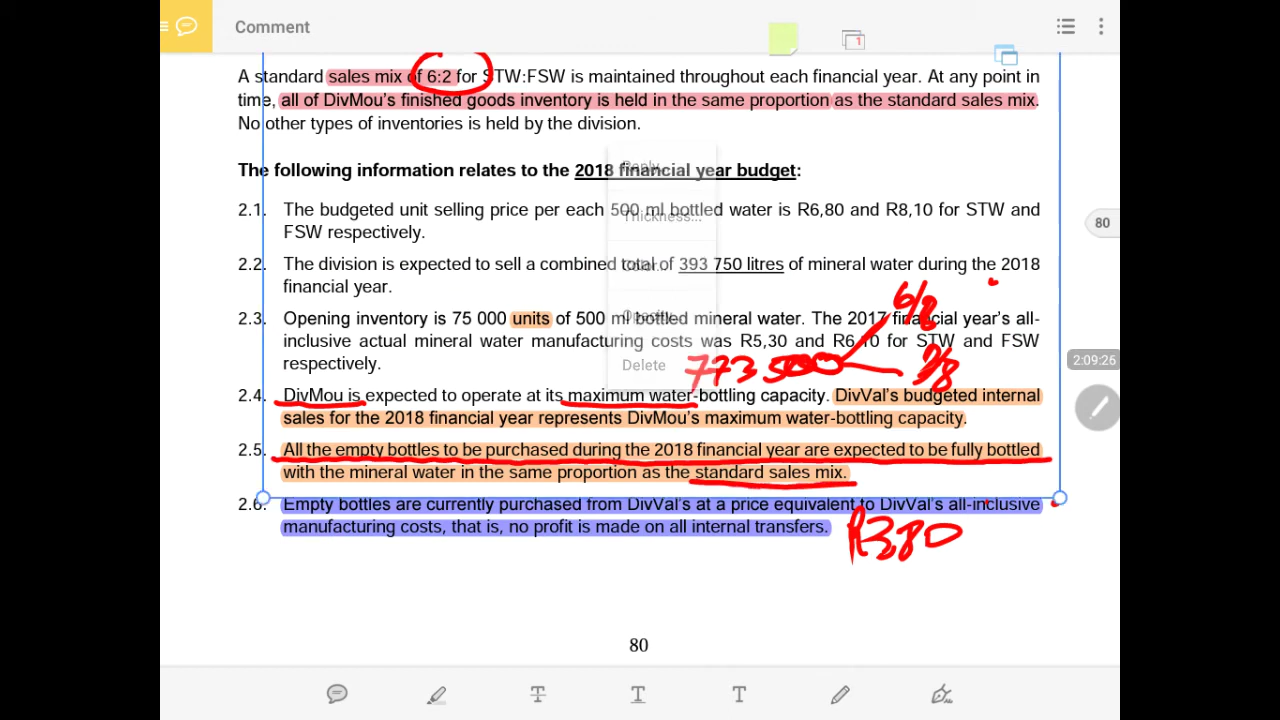 Comment
1
A standard sales mix of 6:2 for STW:FSW is maintained throughout each financial year. At any point in
time, all of DivMou's finished goods inventory is held in the same proportion as the standard sales mix.
No other types of inventories is held by the division.
The following information relates to the 2018 financial year budget:
Reply
2.1. The budgeted unit selling price per each 500 ml bottled water is R6,80 and R8,10 for STW and
80
Thickness...
FSW respectively.
2.2. The division is expected to sell a combined total of 393 750 litres of mineral water during the 2018
Color...
financial year.
6/8
2.3. Opening inventory is 75 000 units of 500 ml bottled mineral water. The 2017 financial year's all-
Opacity...
inclusive actual mineral water manufacturing costs was R5,30 and R6,10 for STW and FSW
2:09:26
respectively.
Delete
773 500
2/8
2.4. DivMou is expected to operate at its maximum water-bottling capacity. DivVal's budgeted internal
sales for the 2018 financial year represents DivMou's maximum water-bottling capacity.
2.5. All the empty bottles to be purchased during the 2018 financial year are expected to be fully bottled
with the mineral water in the same proportion as the standard sales mix.
2.6. Empty bottles are currently purchased from DivVal's at a price equivalent to DivVal's all-inclusive
manufacturing costs, that is, no profit is made on all internal transfers.
R3,80
80
T
T
T